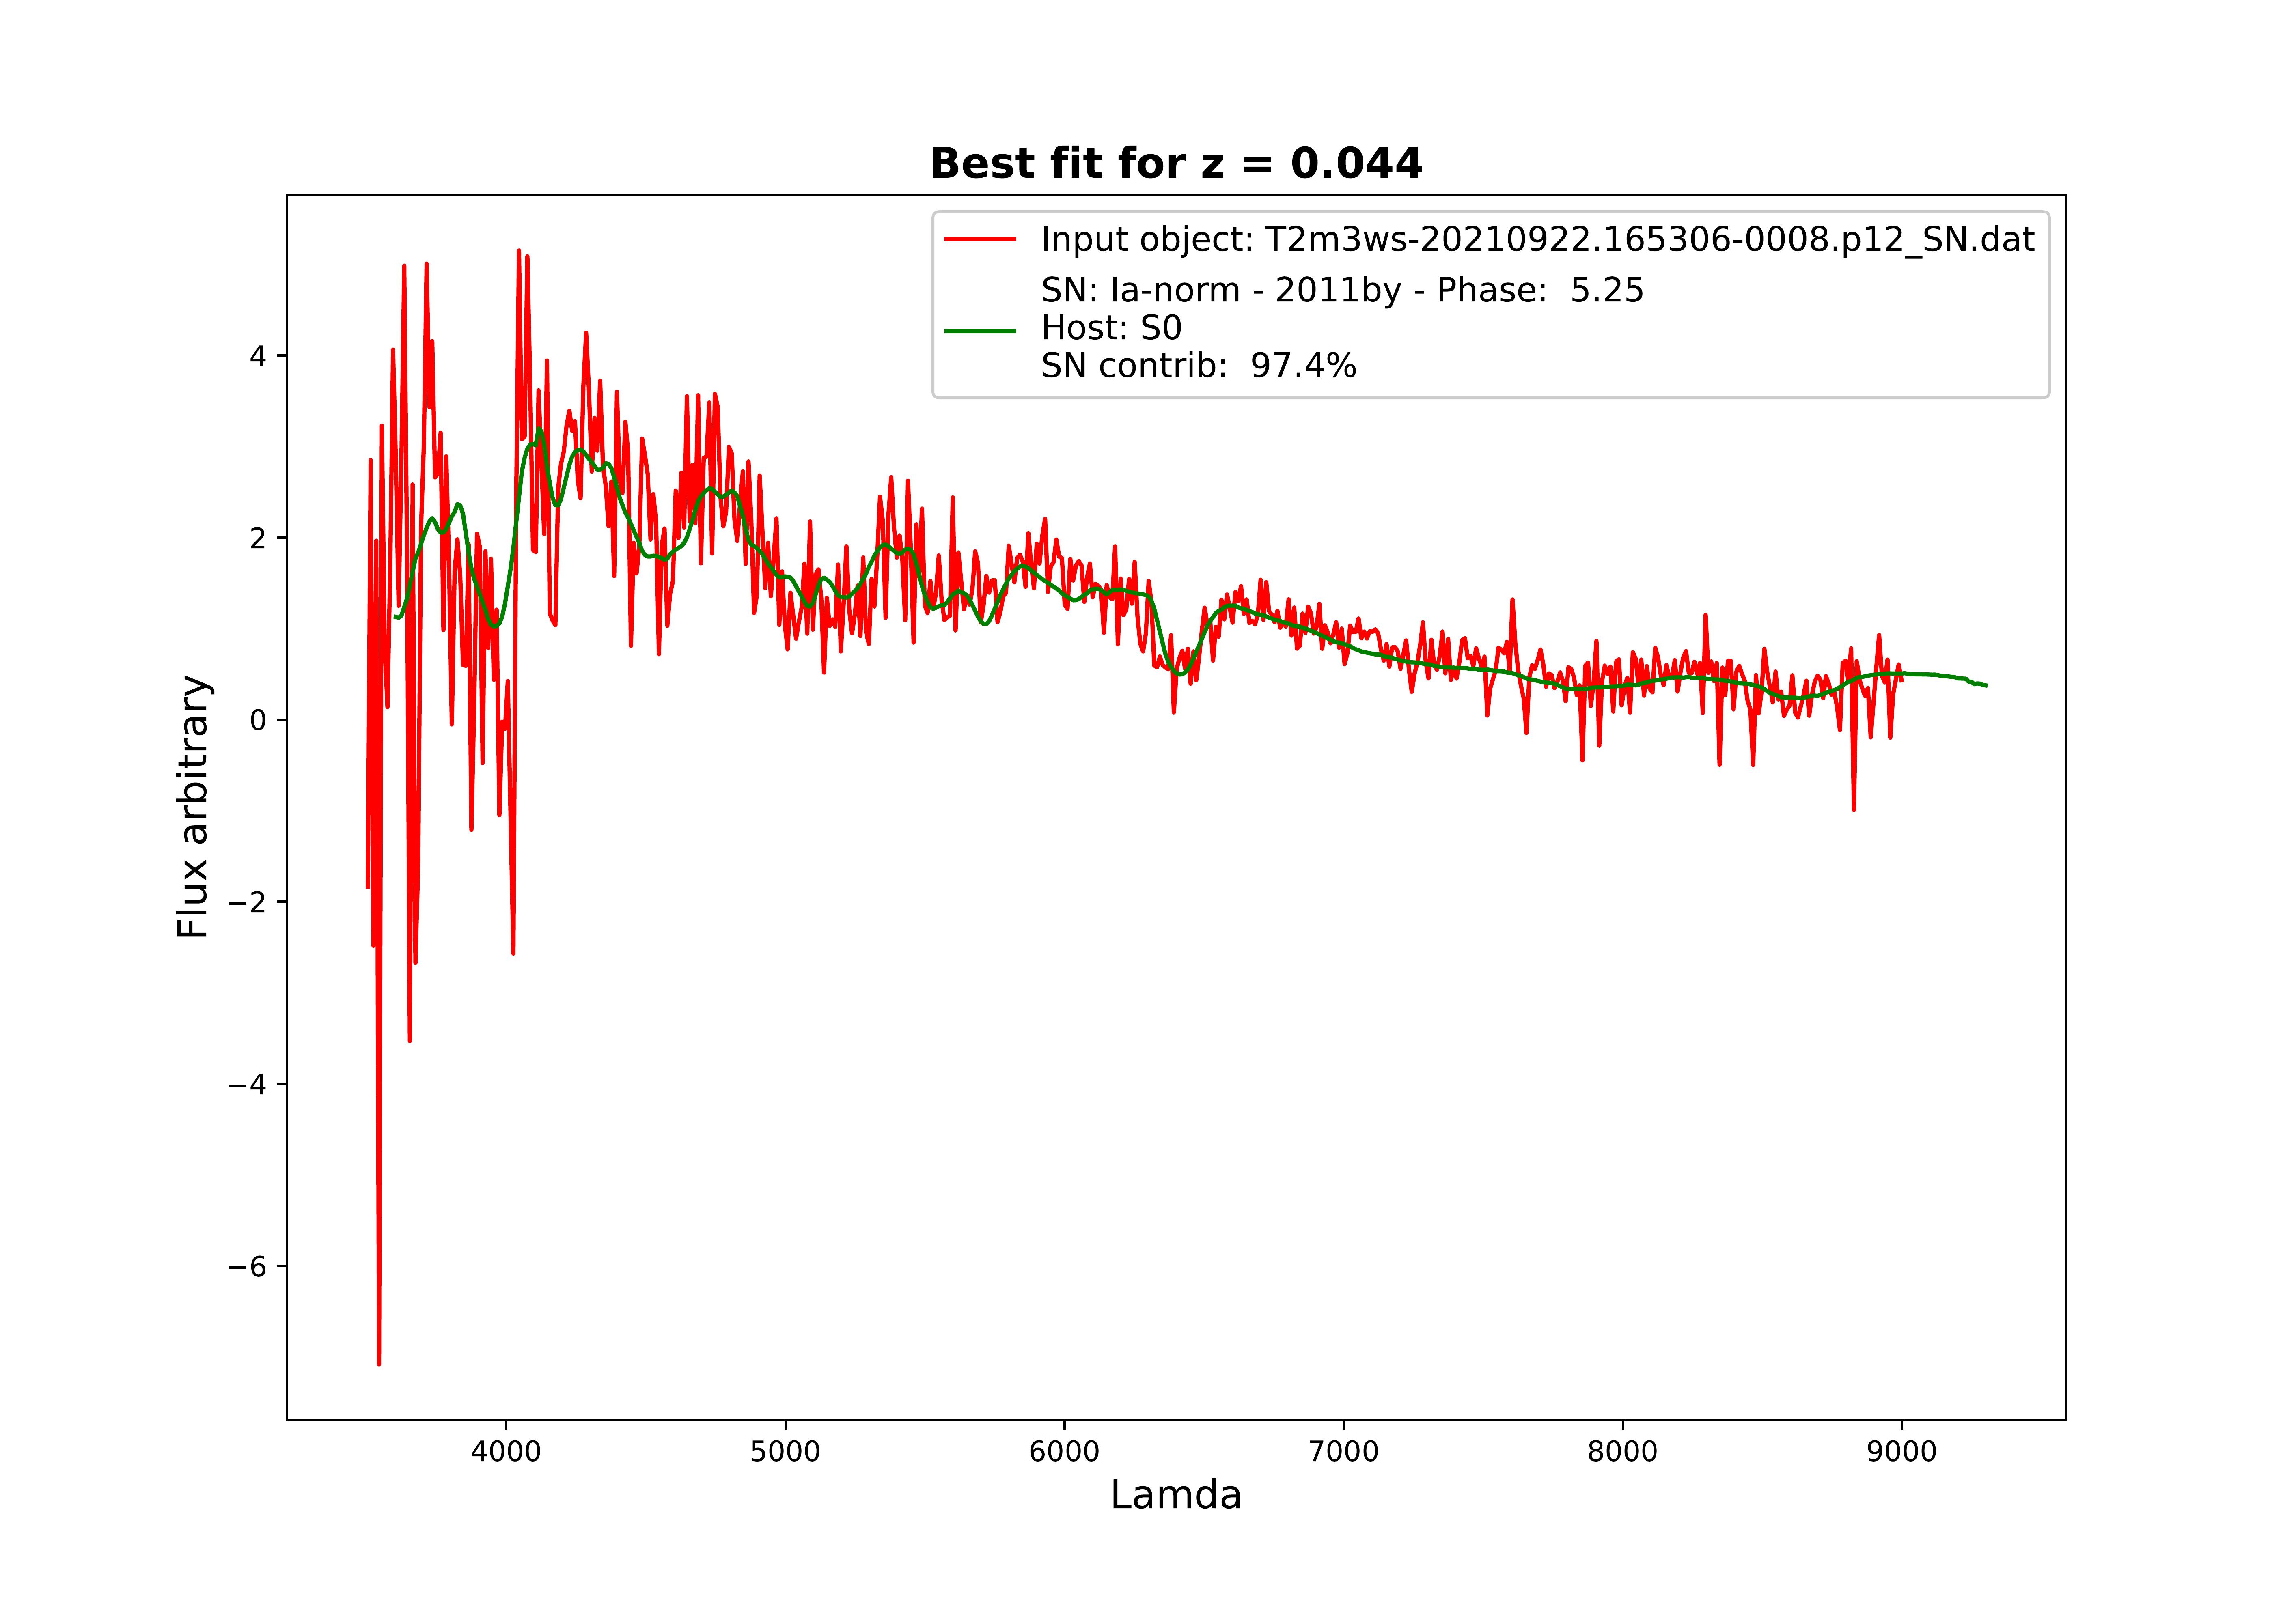 Best fit for z = 0.044
Input object: T2m3ws-20210922.165306-0008.p12_SN.dat
SN: Ia-norm - 2011by - Phase:  5.25
Host: S0
SN contrib:  97.4%
Flux arbitrary
4
2
0
−2
−4
−6
4000 5000 6000 7000 8000 9000
Lamda